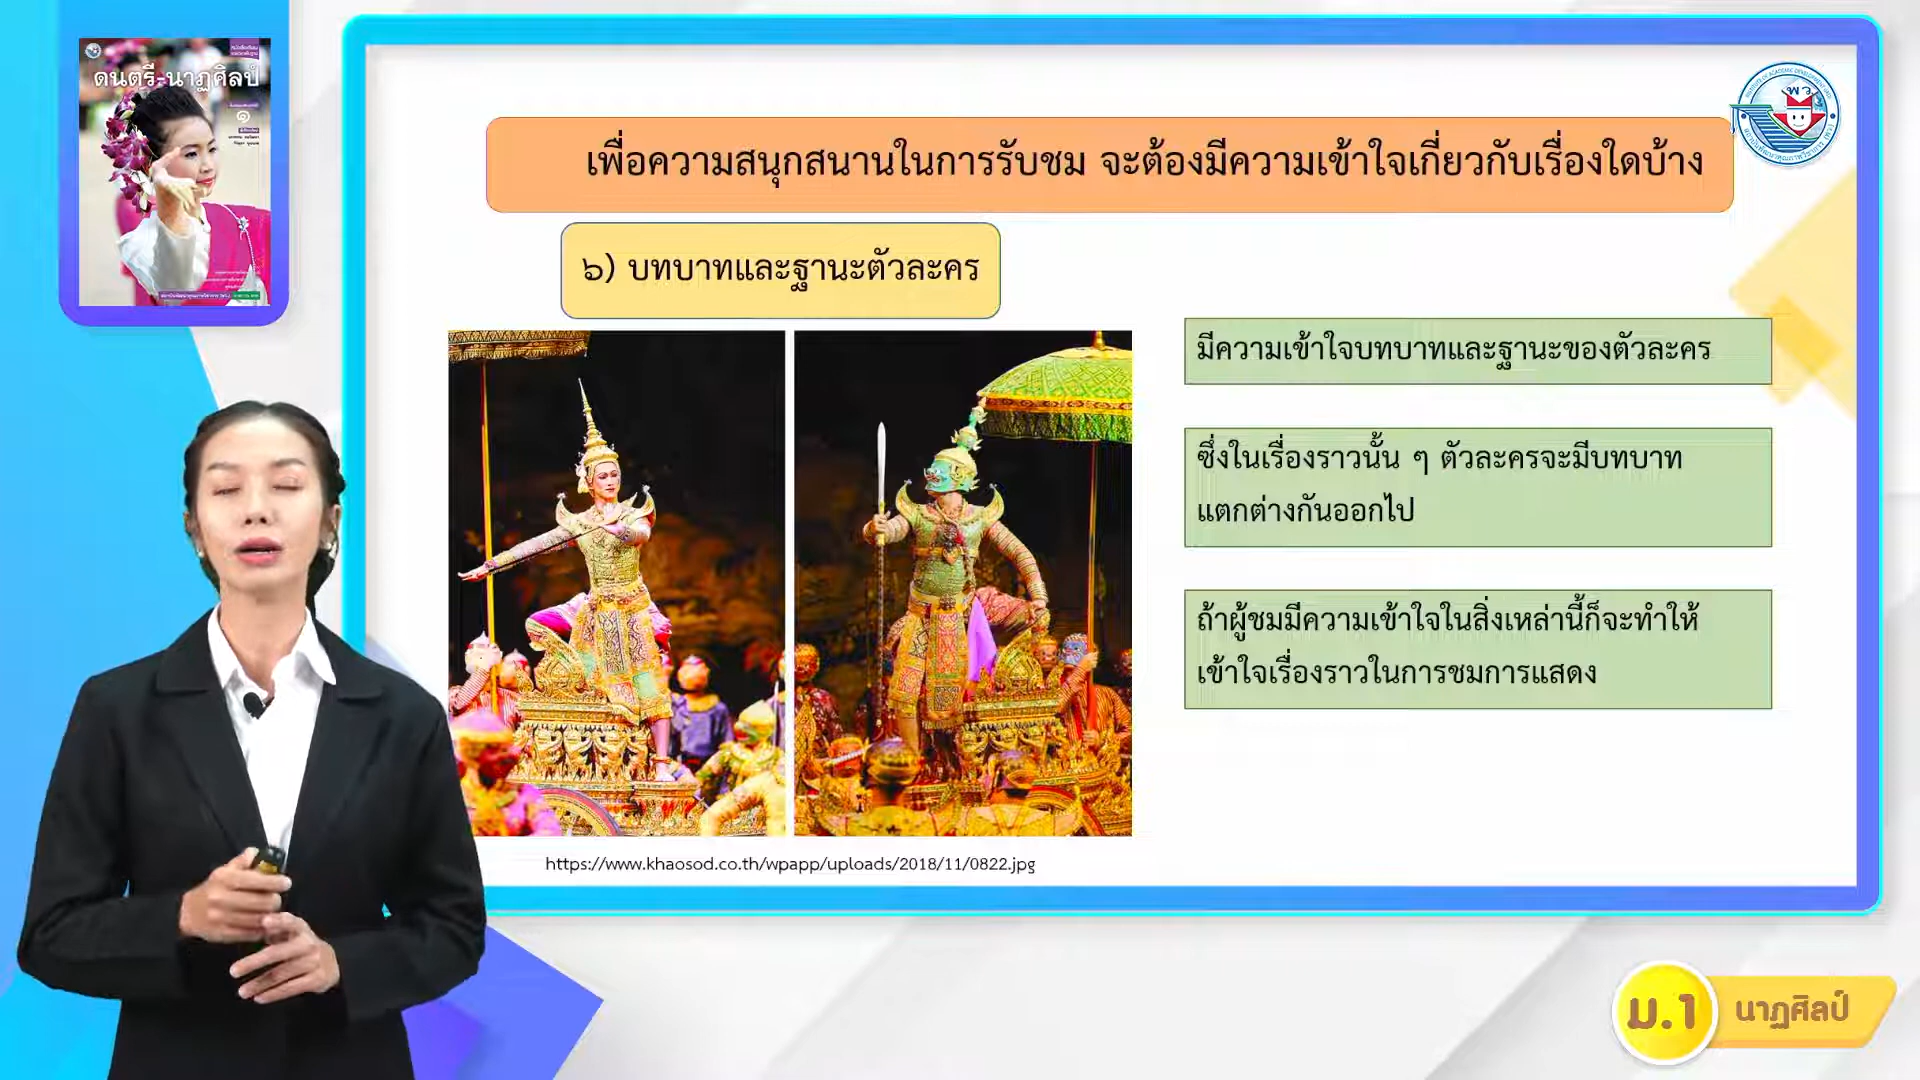 ดนตรี-นาฏศิลป์
๑
เพื่อความสนุกสนานในการรับชม จะต้องมีความเข้าใจเกี่ยวกับเรื่องใดบ้าง
พว
๖) บทบาทและฐานะตัวละคร
มีความเข้าใจบทบาทและฐานะของตัวละคร
ซึ่งในเรื่องราวนั้น ๆ ตัวละครจะมีบทบาท
แตกต่างกันออกไป
ถ้าผู้ชมมีความเข้าใจในสิ่งเหล่านี้ก็จะทำให้
เข้าใจเรื่องราวในการชมการแสดง
https://www.khaosod.co.th/wpapp/uploads/2018/11/0822.jpg
ม.1 นาฏศิลป์